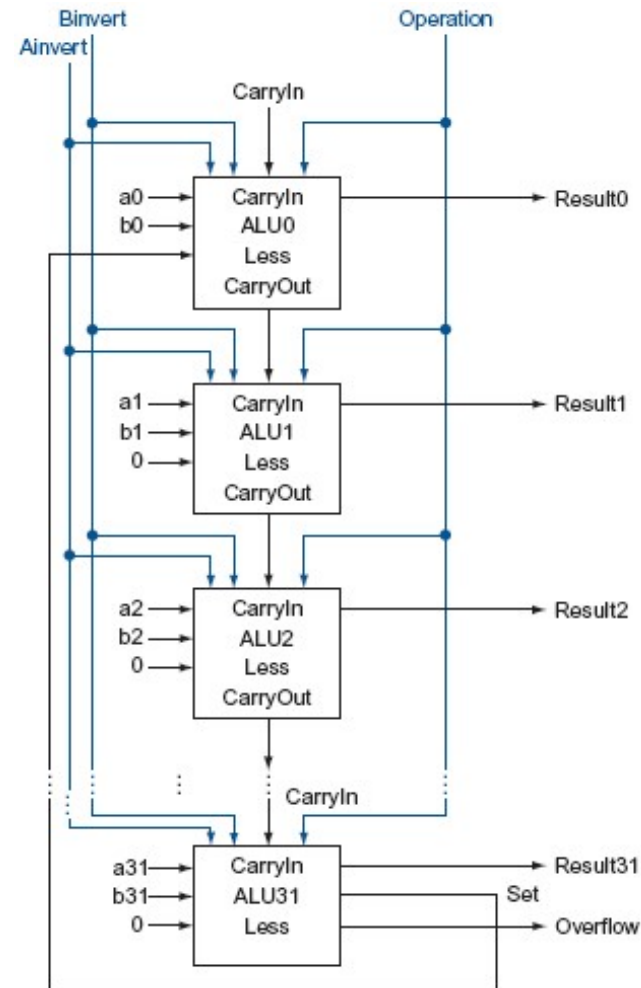 Binvert
Operation
Ainvert
CarryIn
a0
CarryIn
Result0
b0
ALU0
Less
CarryOut
a1
CarryIn
Result1
b1
ALU1
0
Less
CarryOut
a2
CarryIn
Result2
b2
ALU2
0
Less
CarryOut
CarryIn
a31
CarryIn
Result31
b31
ALU31
Set
0
Less
Overflow